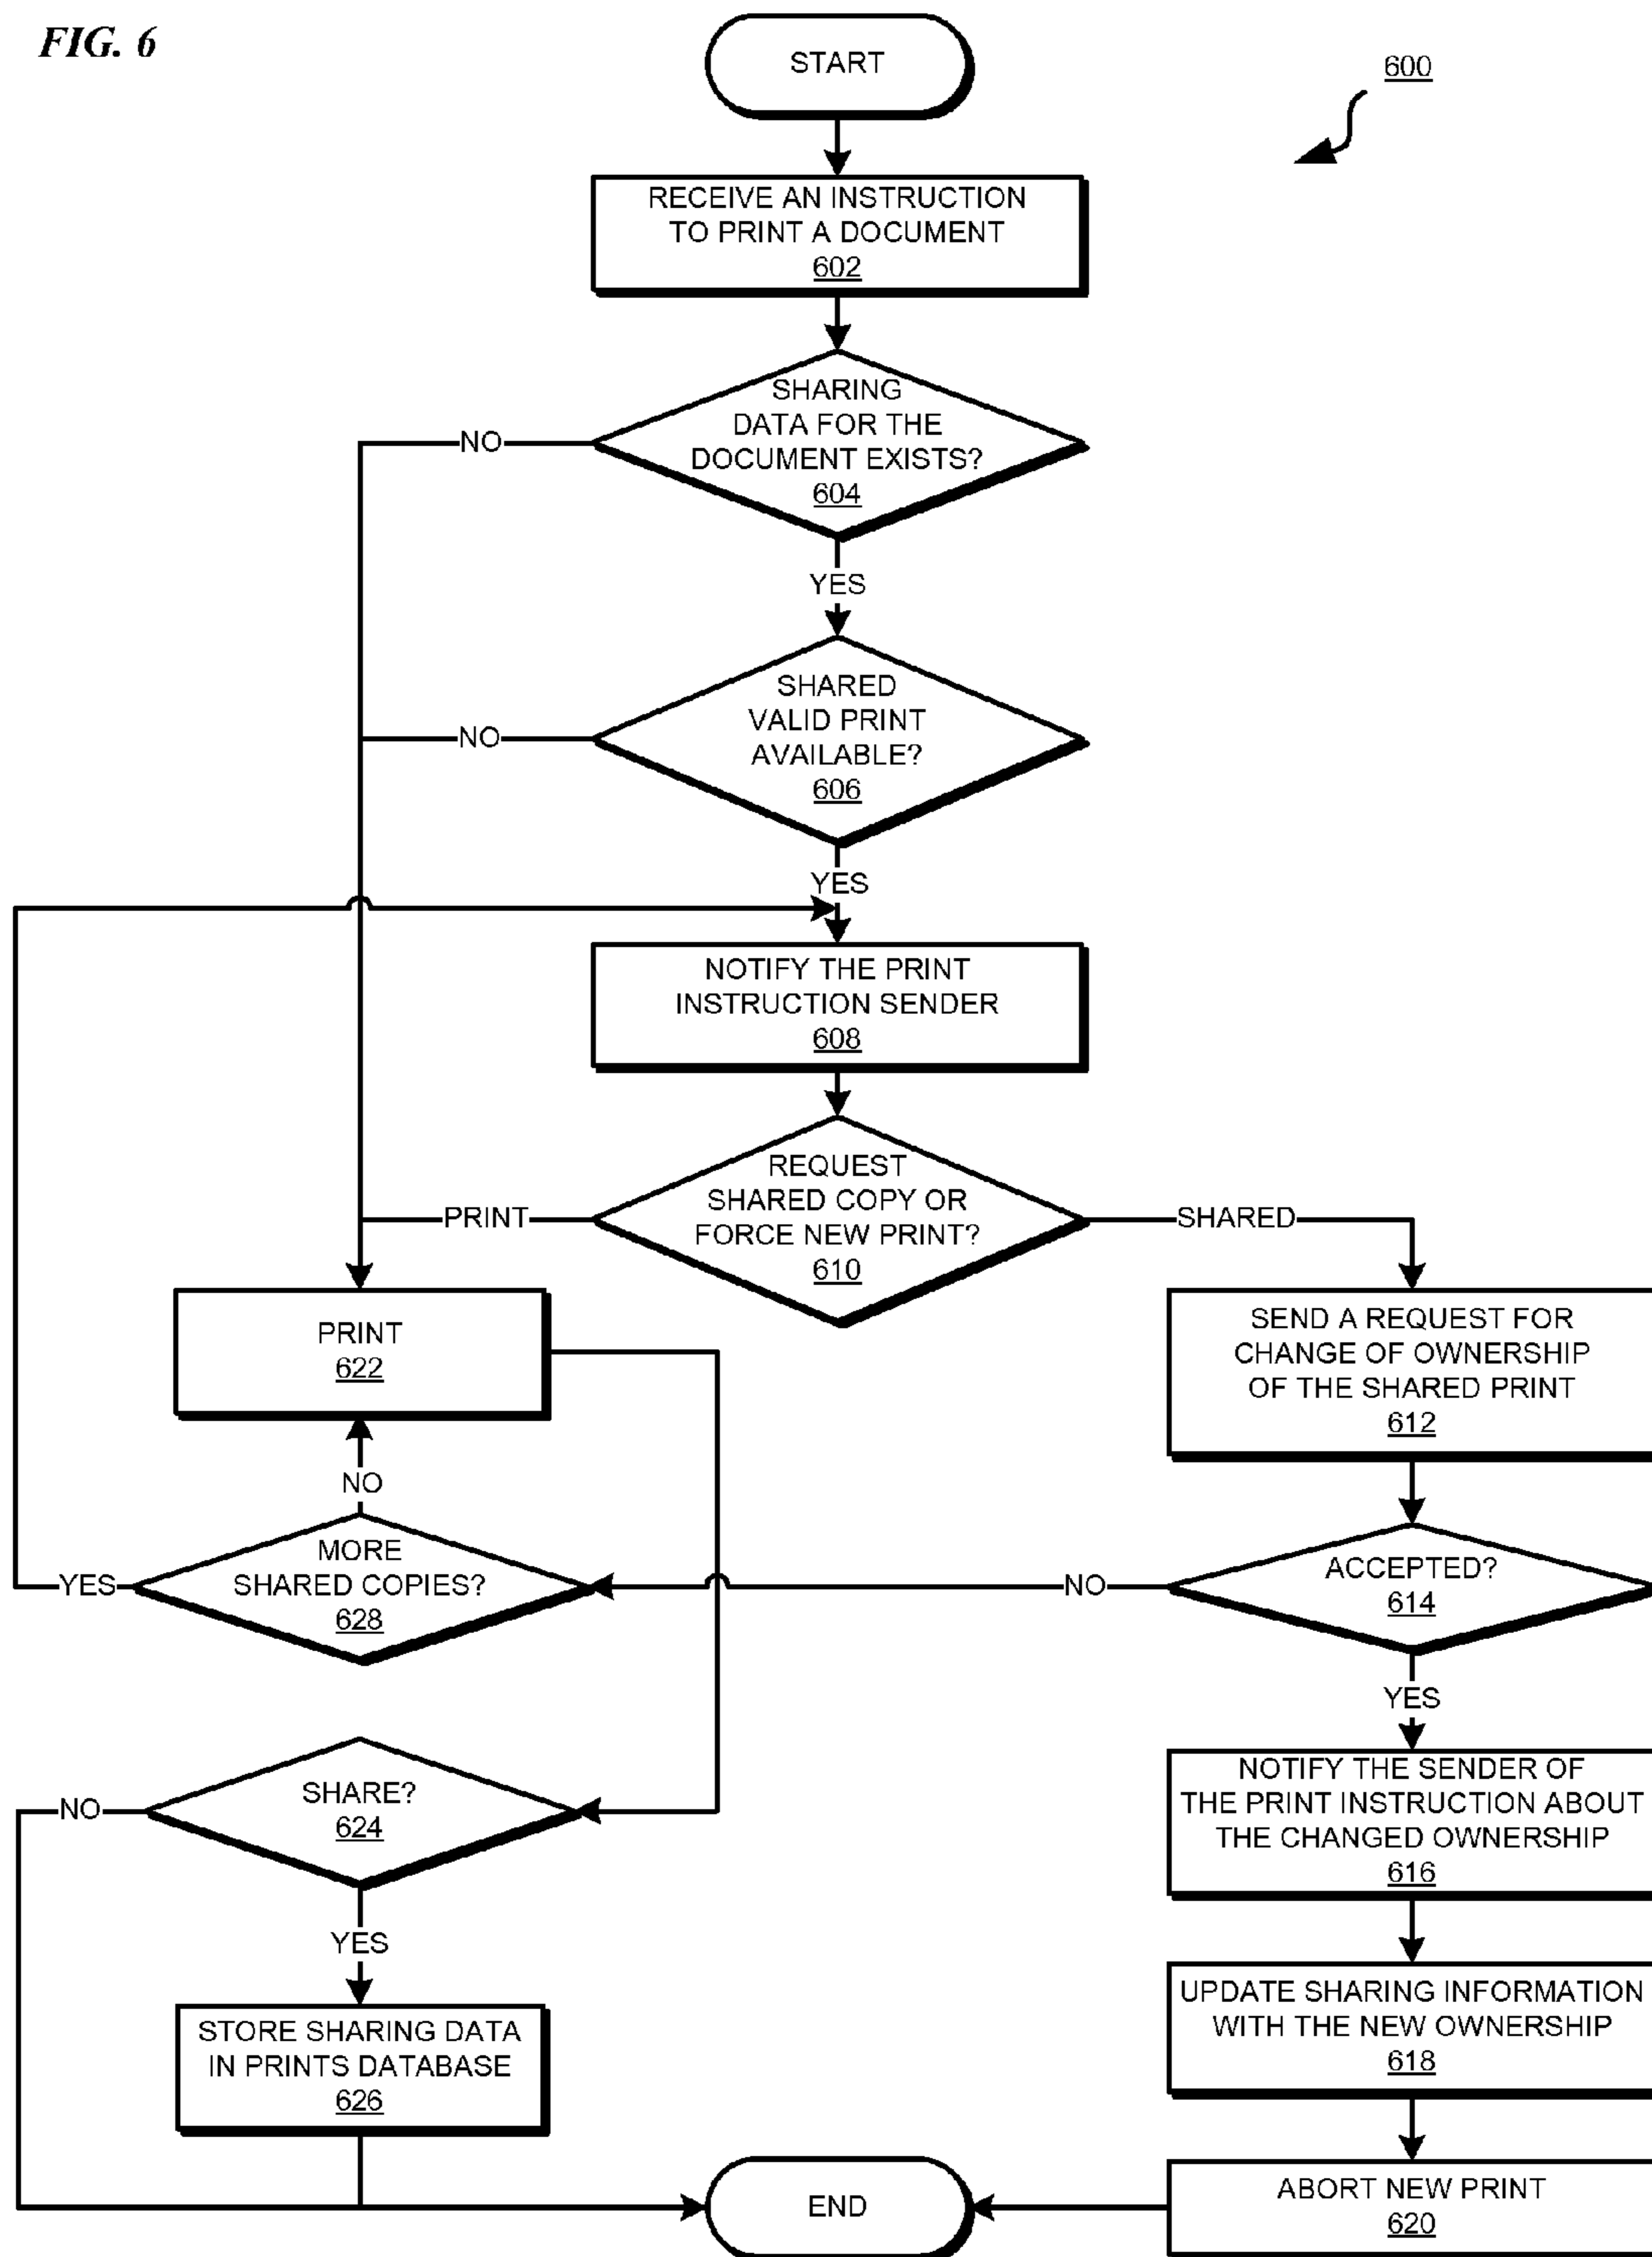 FIG. 6
START
600
RECEIVE AN INSTRUCTION
TO PRINT A DOCUMENT
602
SHARING
DATA FOR THE
DOCUMENT EXISTS?
604
NO
YES
SHARED
VALID PRINT
AVAILABLE?
606
NO
YES
NOTIFY THE PRINT
INSTRUCTION SENDER
608
REQUEST
SHARED COPY OR
FORCE NEW PRINT?
610
PRINT
SHARED
PRINT
622
SEND A REQUEST FOR
CHANGE OF OWNERSHIP
OF THE SHARED PRINT
612
NO
MORE
SHARED COPIES?
628
YES
NO
ACCEPTED?
614
YES
NOTIFY THE SENDER OF
THE PRINT INSTRUCTION ABOUT
THE CHANGED OWNERSHIP
616
SHARE?
624
NO
YES
UPDATE SHARING INFORMATION
WITH THE NEW OWNERSHIP
618
STORE SHARING DATA
IN PRINTS DATABASE
626
END
ABORT NEW PRINT
620